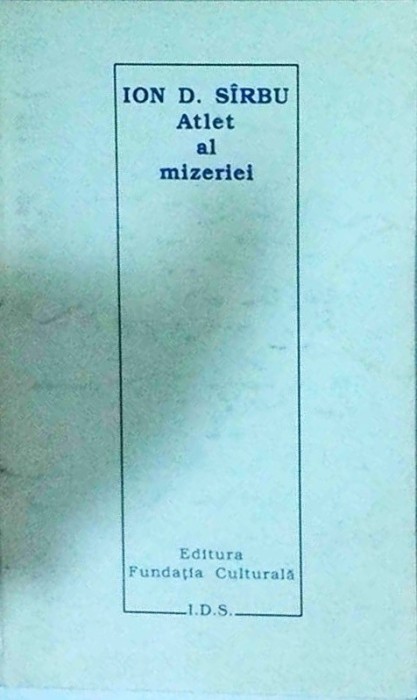 ION D. SÎRBU
Atlet
al
mizeriei
Editura
Fundaţia Culturală
I.D.S.